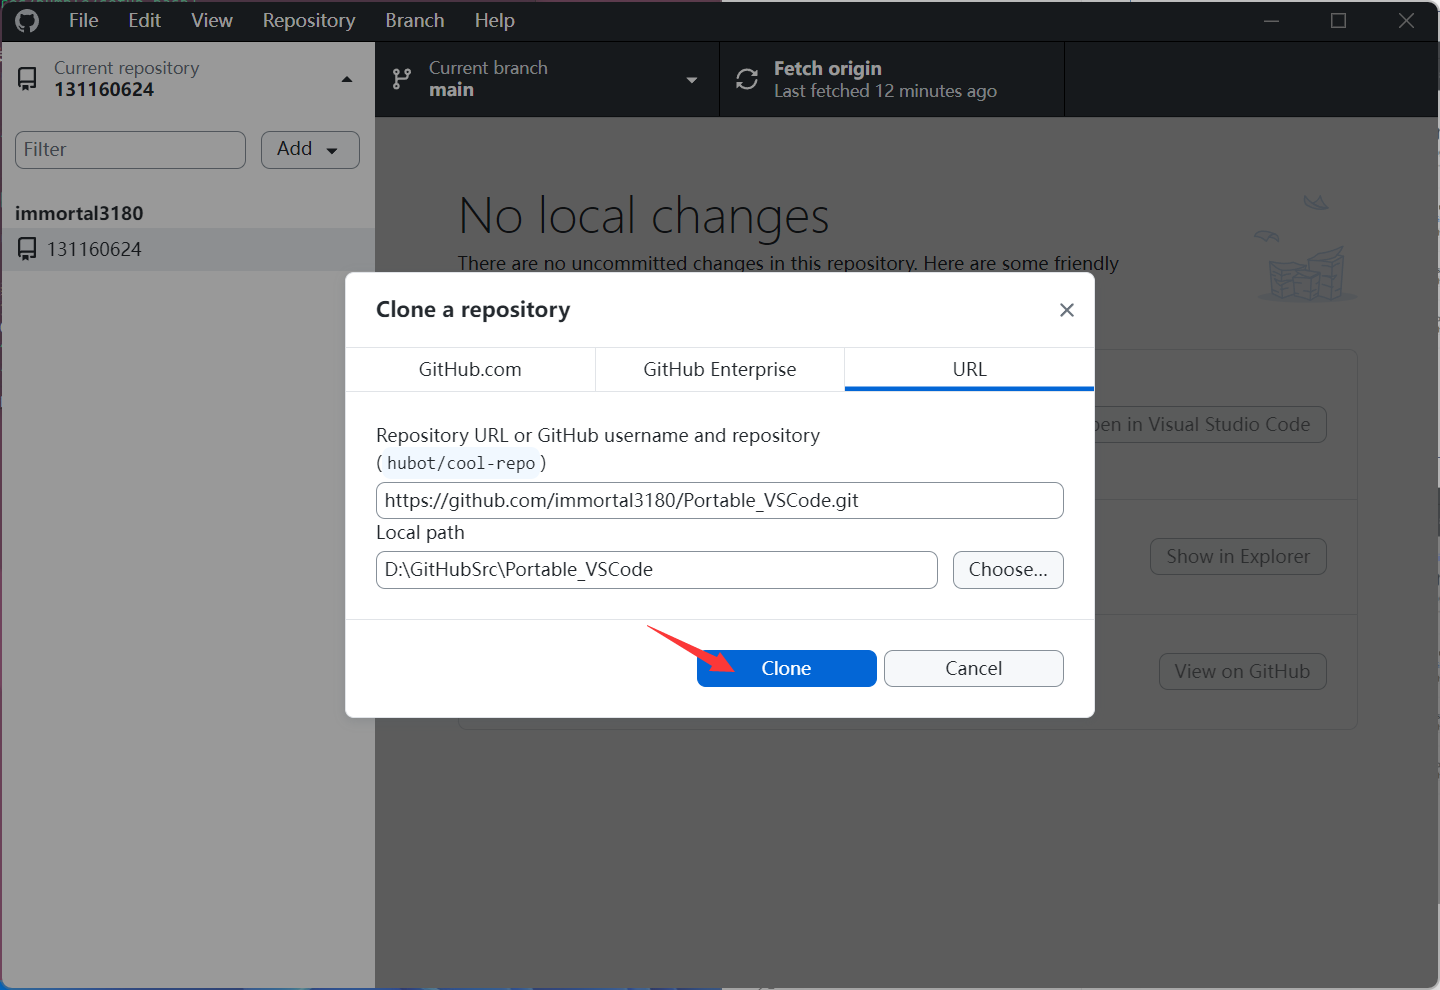 File Edit View Repository Branch Help
Current repository
131160624
Current branch
main
Fetch origin
Last fetched 12 minutes ago
Filter
Add
immortal3180
131160624
No local changes
There are no uncommitted changes in this repository. Here are some friendly
Clone a repository
GitHub.com
GitHub Enterprise
URL
Repository URL or GitHub username and repository
(hubot/cool-repo)
https://github.com/immortal3180/Portable_VSCode.git
Local path
D:\GitHubSrc\Portable_VSCode
Choose...
Clone
Cancel
pen in Visual Studio Code
Show in Explorer
View on GitHub